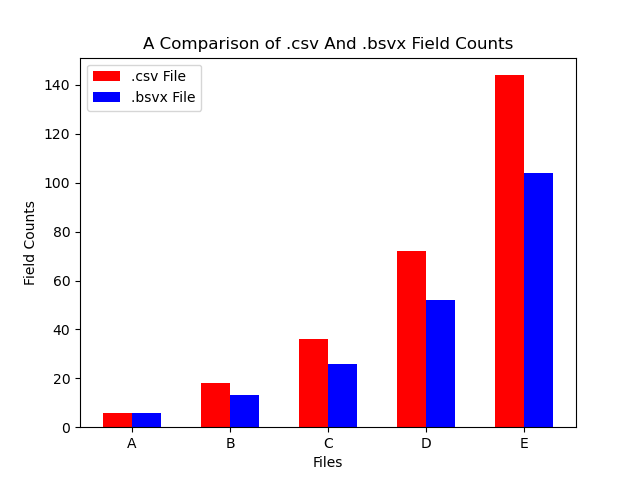 A Comparison of .csv And .bsvx Field Counts
.csv File
.bsvx File
140
120
100
80
60
40
20
0
Field Counts
A B C D E
Files